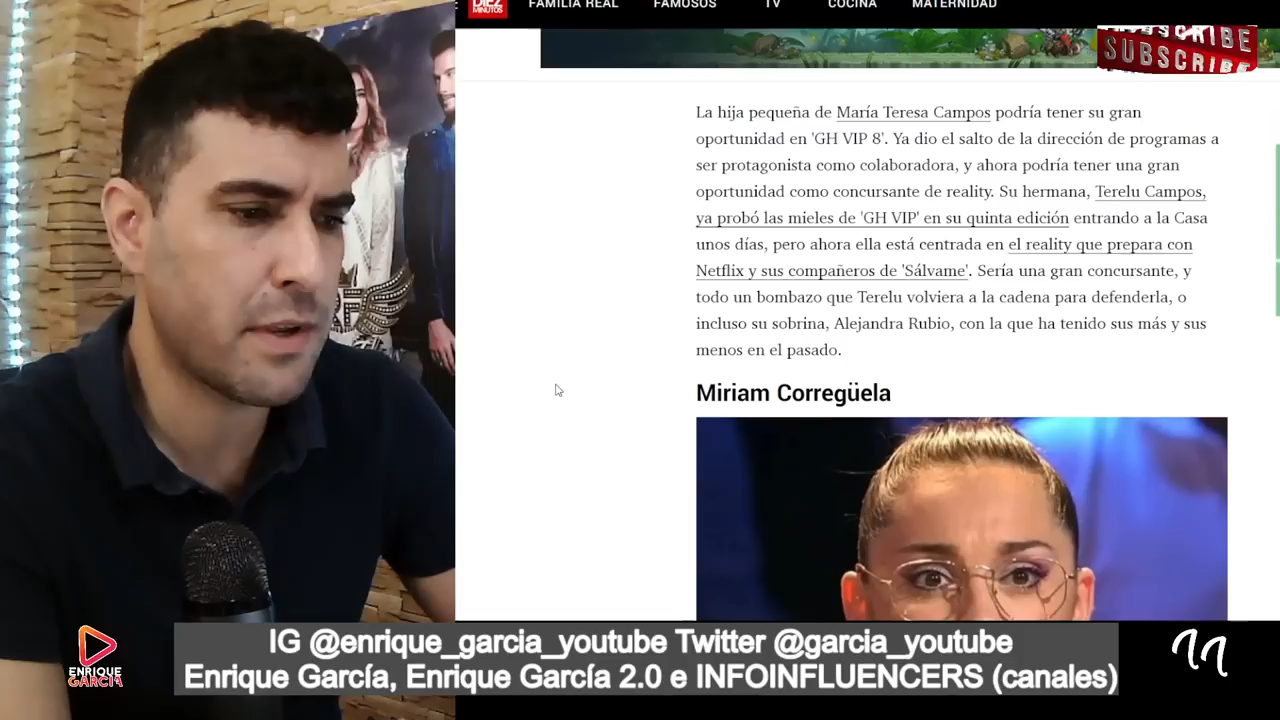 DIEZ
MINUTOS
FAMILIA REAL
FAMOSOS
TV
COCINA
MATERNIDAD
SUBSCRIBE
SUBSCRIBE
La hija pequeña de María Teresa Campos podría tener su gran
oportunidad en 'GH VIP 8'. Ya dio el salto de la dirección de programas a
ser protagonista como colaboradora, y ahora podría tener una gran
oportunidad como concursante de reality. Su hermana, Terelu Campos,
ya probó las mieles de 'GH VIP' en su quinta edición entrando a la Casa
unos días, pero ahora ella está centrada en el reality que prepara con
Netflix y sus compañeros de 'Sálvame'. Sería una gran concursante, y
todo un bombazo que Terelu volviera a la cadena para defenderla, o
incluso su sobrina, Alejandra Rubio, con la que ha tenido sus más y sus
menos en el pasado.
Miriam Corregüela
ENRIQUE
GARCÍA
IG @enrique_garcia_youtube Twitter @garcia_youtube
Enrique García, Enrique García 2.0 e INFOINFLUENCERS (canales)